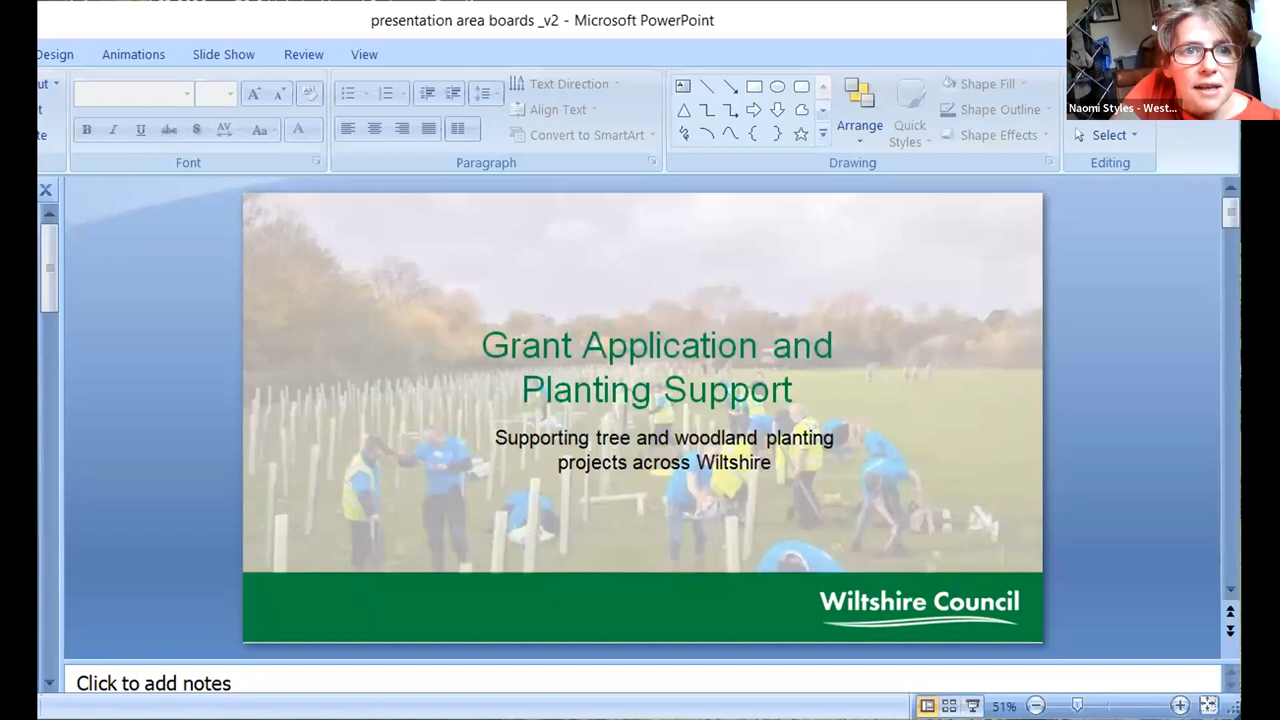 presentation area boards _v2 - Microsoft PowerPoint
Design Animations Slide Show Review View
Text Direction
Align Text
Convert to SmartArt
Arrange
Quick Styles
Shape Fill
Shape Outline
Shape Effects
Select
Font Paragraph Drawing Editing
Naomi Styles - West...
Grant Application and
Planting Support
Supporting tree and woodland planting
projects across Wiltshire
Wiltshire Council
Click to add notes
51%